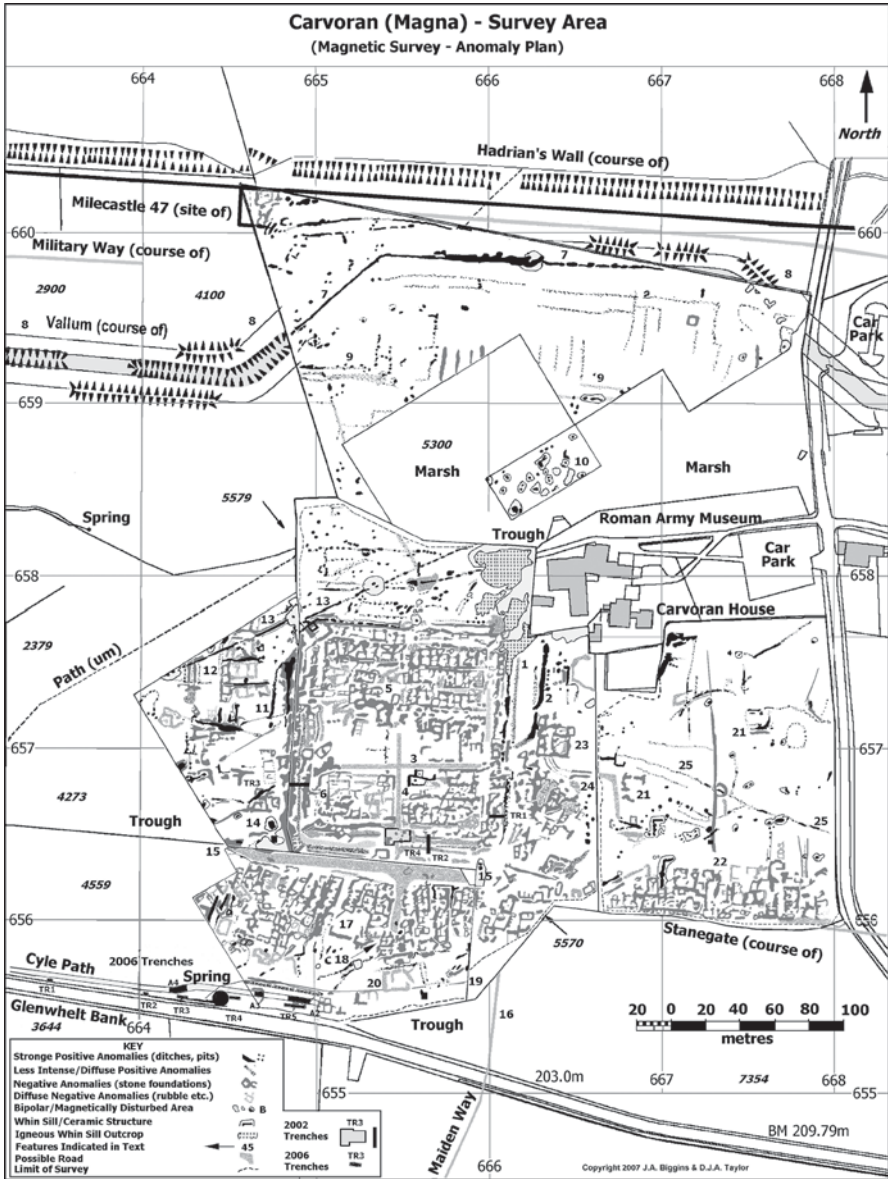 Carvoran (Magna) - Survey Area
(Magnetic Survey - Anomaly Plan)
664
665
666
667
668
North
Hadrian's Wall (course of)
Milecastle 47 (site of)
660
Military Way (course of)
2900
4100
7
7
8
8
8
Vallum (course of)
1
2
1
Car
Park
9
9
659
5300
Marsh
10
Marsh
5579
Spring
Trough
Roman Army Museum
Car
Park
658
658
Carvoran House
13
13
2379
Path (um)
12
11
5
1
2
23
21
657
657
3
25
4
6
24
21
4273
TR3
14
TR1
25
Trough
15
TR4
TR2
15
22
4559
656
656
17
Stanegate (course of)
18
5570
Cyle Path
2006 Trenches
Spring
20
19
A4
TR1
TR2
TR3
TR4
A3
TR5
A2
Glenwhelt Bank
3644
664
Trough
16
20 0 20 40 60 80 100
metres
KEY
Stronge Positive Anomalies (ditches, pits)
Less Intense/Diffuse Positive Anomalies
Negative Anomalies (stone foundations)
Diffuse Negative Anomalies (rubble etc.)
Bipolar/Magnetically Disturbed Area
B
Whin Sill/Ceramic Structure
Igneous Whin Sill Outcrop
Features Indicated in Text
45
Possible Road
Limit of Survey
2002
Trenches
TR3
2006
Trenches
TR3
655
203.0m
667
7354
668
655
Maiden Way
666
BM 209.79m
Copyright 2007 J.A. Biggins & D.J.A. Taylor